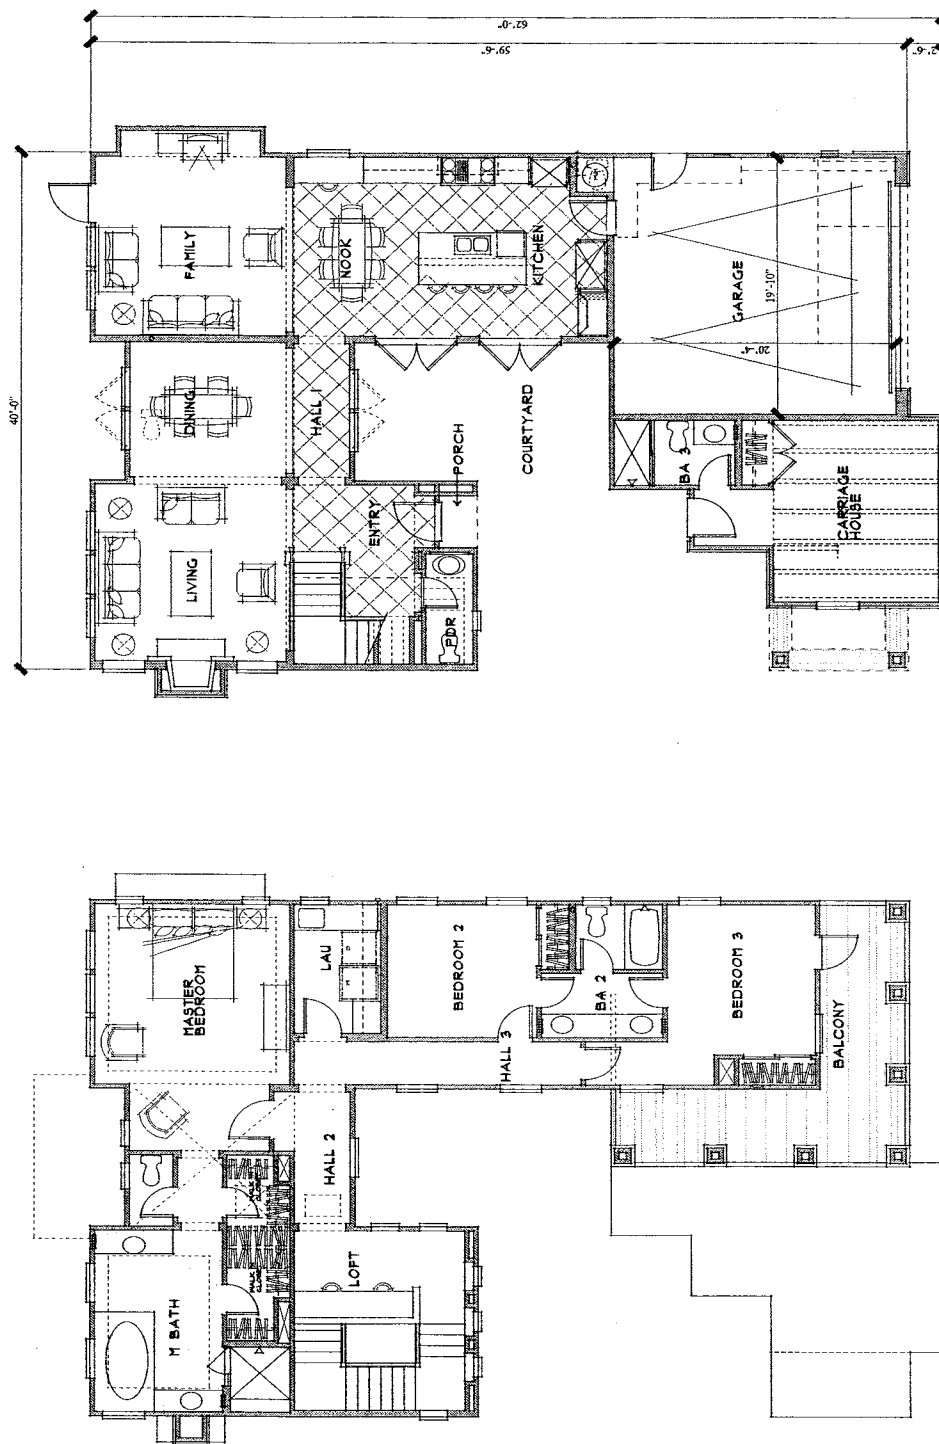 62'-0"
59'-6"
2'-6"
40'-0"
FAMILY
NOOK
KITCHEN
GARAGE
19'-10"
20'-4"
DINING
HALL 1
PORCH
COURTYARD
LIVING
ENTRY
PDR
BA 3
CARRIAGE
HOUSE
MASTER
BEDROOM
LAU
BEDROOM 2
BA 2
BEDROOM 3
HALL 3
BALCONY
HALL 2
LOFT
M BATH